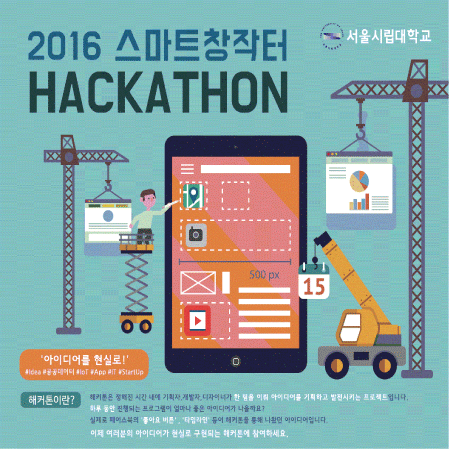 2016 스마트창작터
서울시립대학교
HACKATHON
500 px
15
'아이디어를 현실로!'
#Idea #공공데이터 #IoT #App #IT #StartUp
해커톤이란?
해커톤은 정해진 시간 내에 기획자,개발자,디자이너가 한 팀을 이뤄 아이디어를 기획하고 발전시키는 프로젝트입니다.
하루 동안 진행되는 프로그램이 얼마나 좋은 아이디어가 나올까요?
실제로 페이스북의 '좋아요 버튼', '타임라인' 등이 해커톤을 통해 나왔던 아이디어입니다.
이제 여러분의 아이디어가 현실로 구현되는 해커톤에 참여하세요.